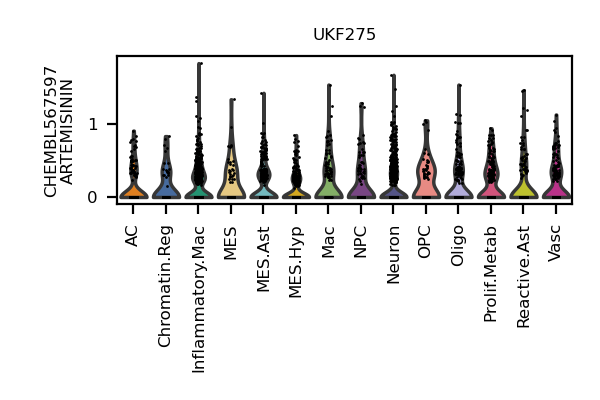 UKF275
CHEMBL567597
ARTEMISININ
1
0
AC
Chromatin.Reg
Inflammatory.Mac
MES
MES.Ast
MES.Hyp
Mac
NPC
Neuron
OPC
Oligo
Prolif.Metab
Reactive.Ast
Vasc